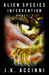 ALIEN SPECIES
INTERVENTION
J.K. ACCINNI